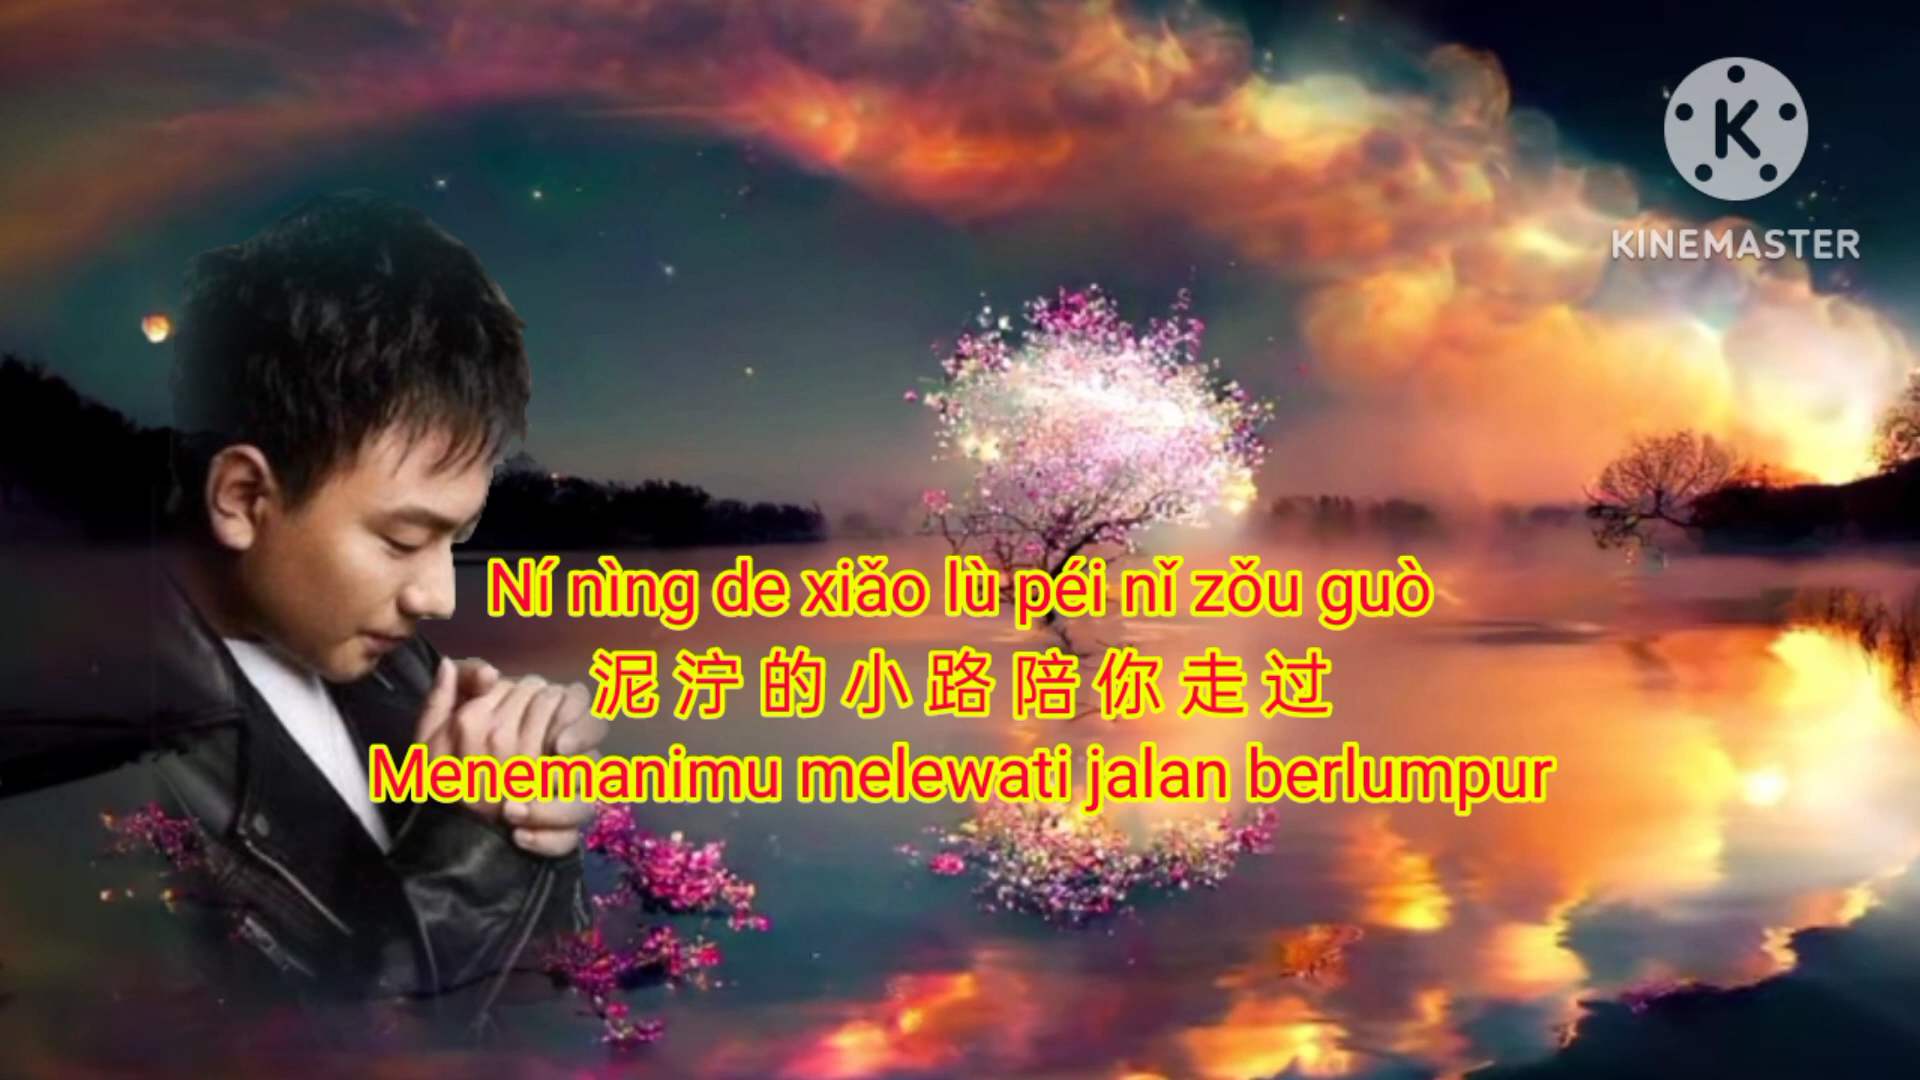 K
KINEMASTER
Ní nìng de xiǎo lù péi nǐ zǒu guò
泥泞的小路陪你走过
Menemanimu melewati jalan berlumpur